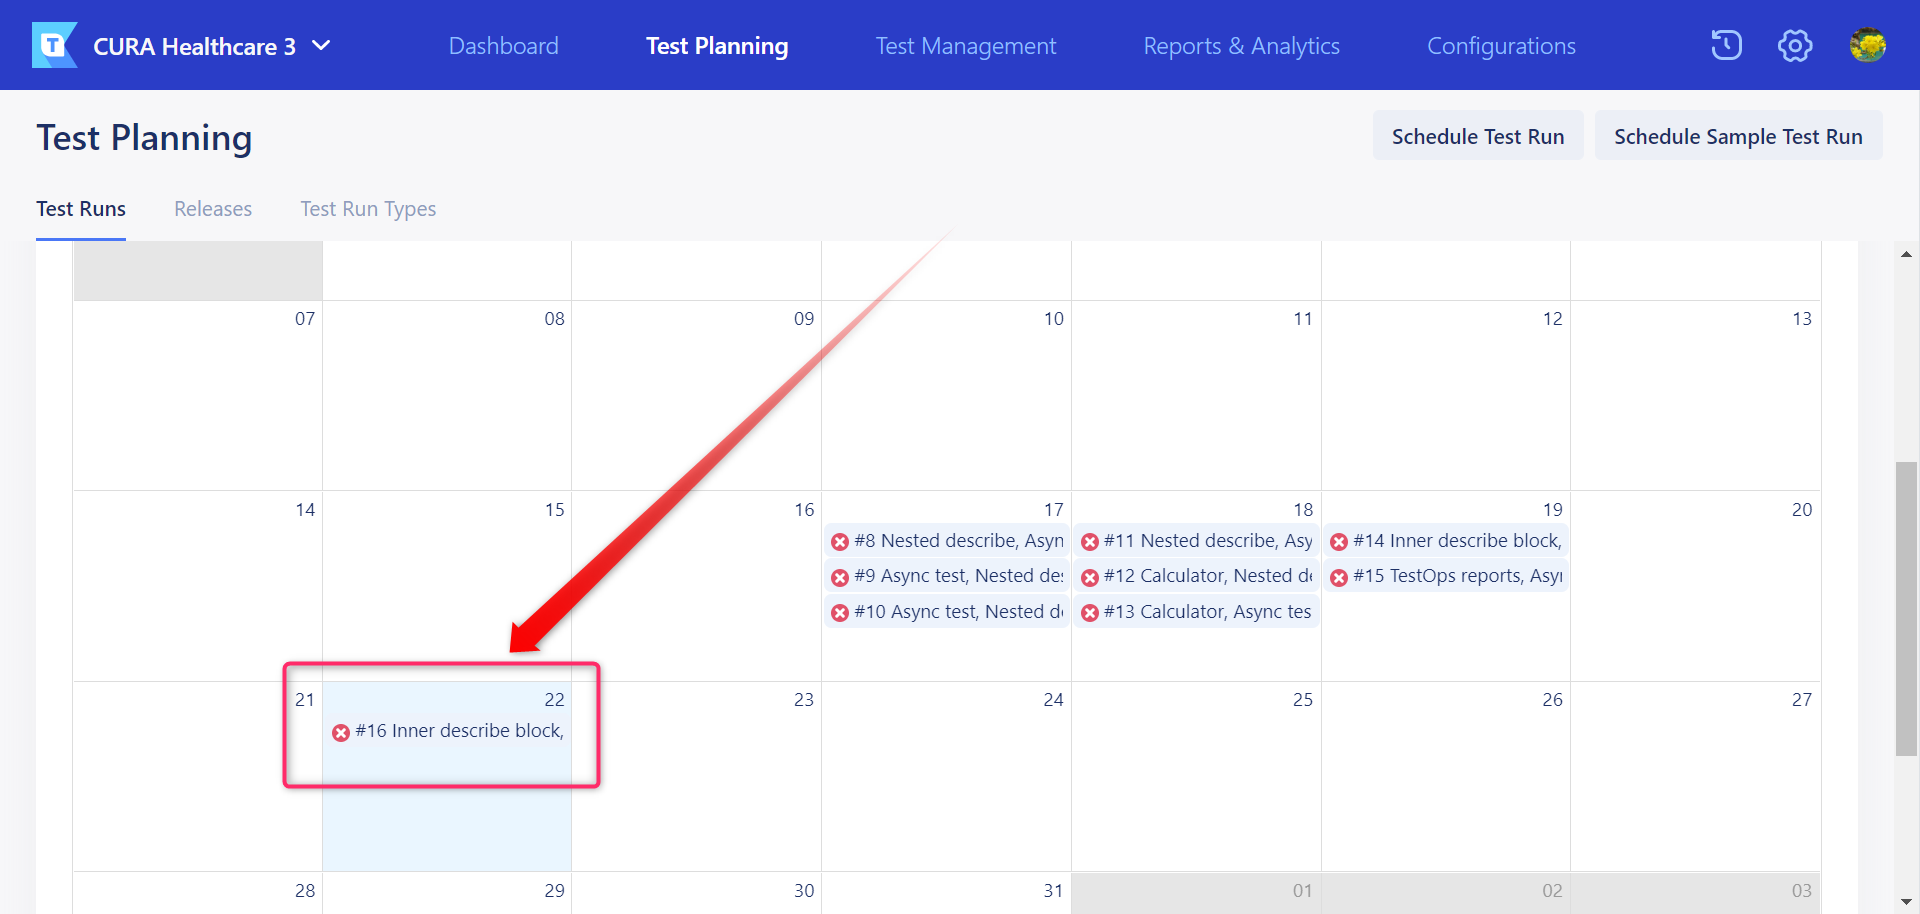 T CURA Healthcare 3 Dashboard Test Planning Test Management Reports & Analytics Configurations
Test Planning Schedule Test Run Schedule Sample Test Run
Test Runs Releases Test Run Types
07 08 09 10 11 12 13
14 15 16 17 18 19 20
#8 Nested describe, Asyn #11 Nested describe, Asy #14 Inner describe block,
#9 Async test, Nested des #12 Calculator, Nested de #15 TestOps reports, Asyn
#10 Async test, Nested de #13 Calculator, Async tes
21 22 23 24 25 26 27
#16 Inner describe block,
28 29 30 31 01 02 03